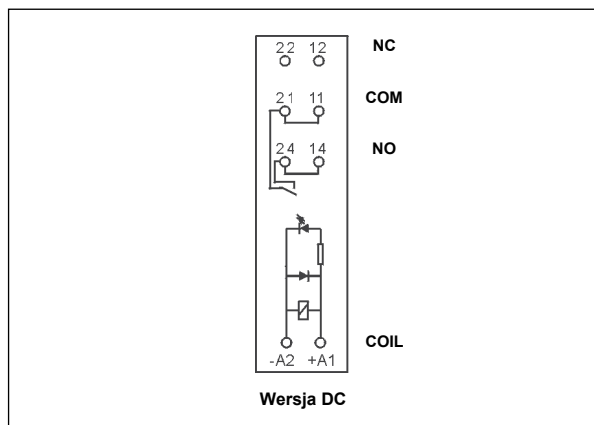 22 12 NC
21 11 COM
24 14 NO
COIL
-A2 +A1
Wersja DC